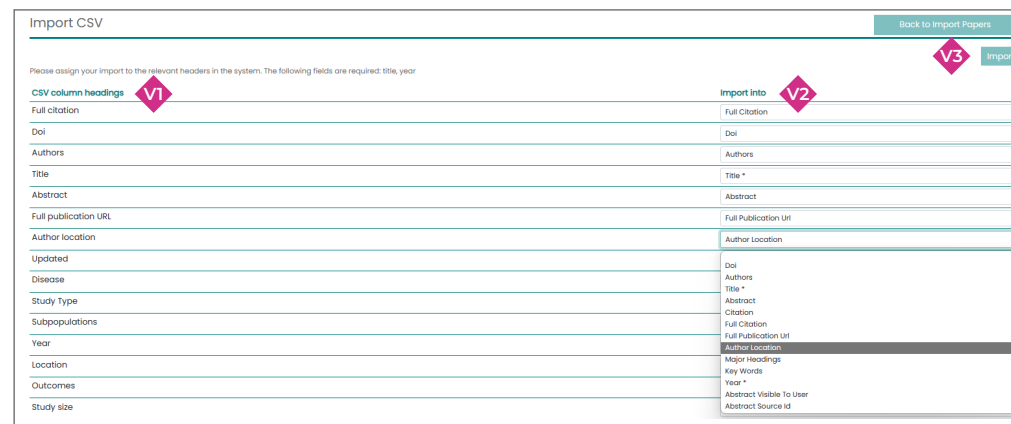 Import CSV
Back to Import Papers
V3
Impor
Please assign your import to the relevant headers in the system. The following fields are required: title, year
CSV column headings
V1
Import into
V2
Full citation
Full Citation
Doi
Doi
Authors
Authors
Title
Title *
Abstract
Abstract
Full publication URL
Full Publication Url
Author location
Author Location
Updated
Disease
Study Type
Subpopulations
Year
Location
Outcomes
Study size
Doi
Authors
Title *
Abstract
Citation
Full Citation
Full Publication Url
Author Location
Major Headings
Key Words
Year *
Abstract Visible To User
Abstract Source Id